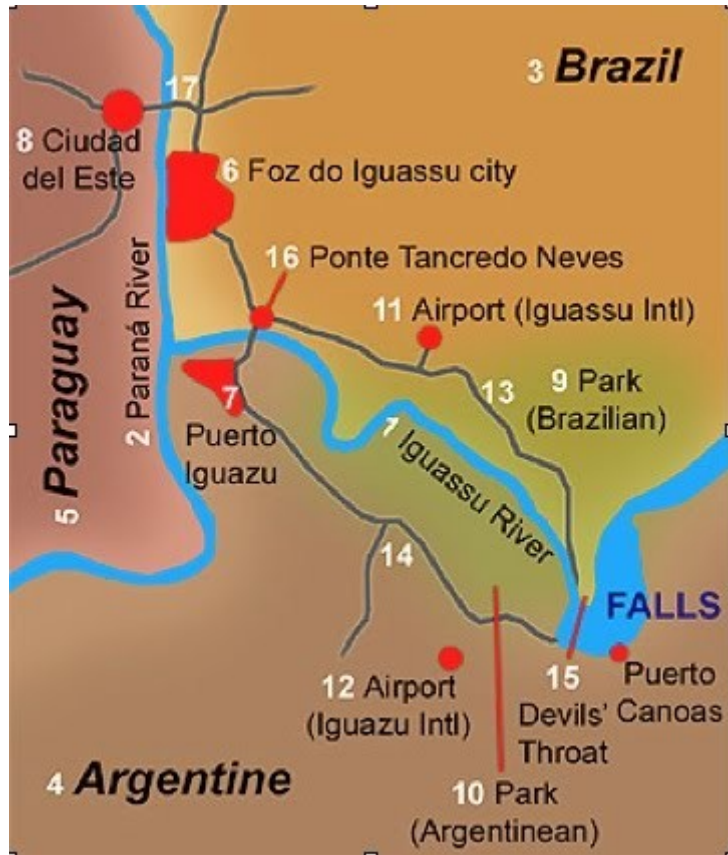 3 Brazil
17
8 Ciudad
del Este
6 Foz do Iguassu city
16 Ponte Tancredo Neves
11 Airport (Iguassu Intl)
2 Paraná River
5 Paraguay
13
9 Park
(Brazilian)
7
Puerto
Iguazu
1 Iguassu River
14
FALLS
12 Airport
(Iguazu Intl)
15
Devils'
Throat
Puerto
Canoas
4 Argentine
10 Park
(Argentinean)